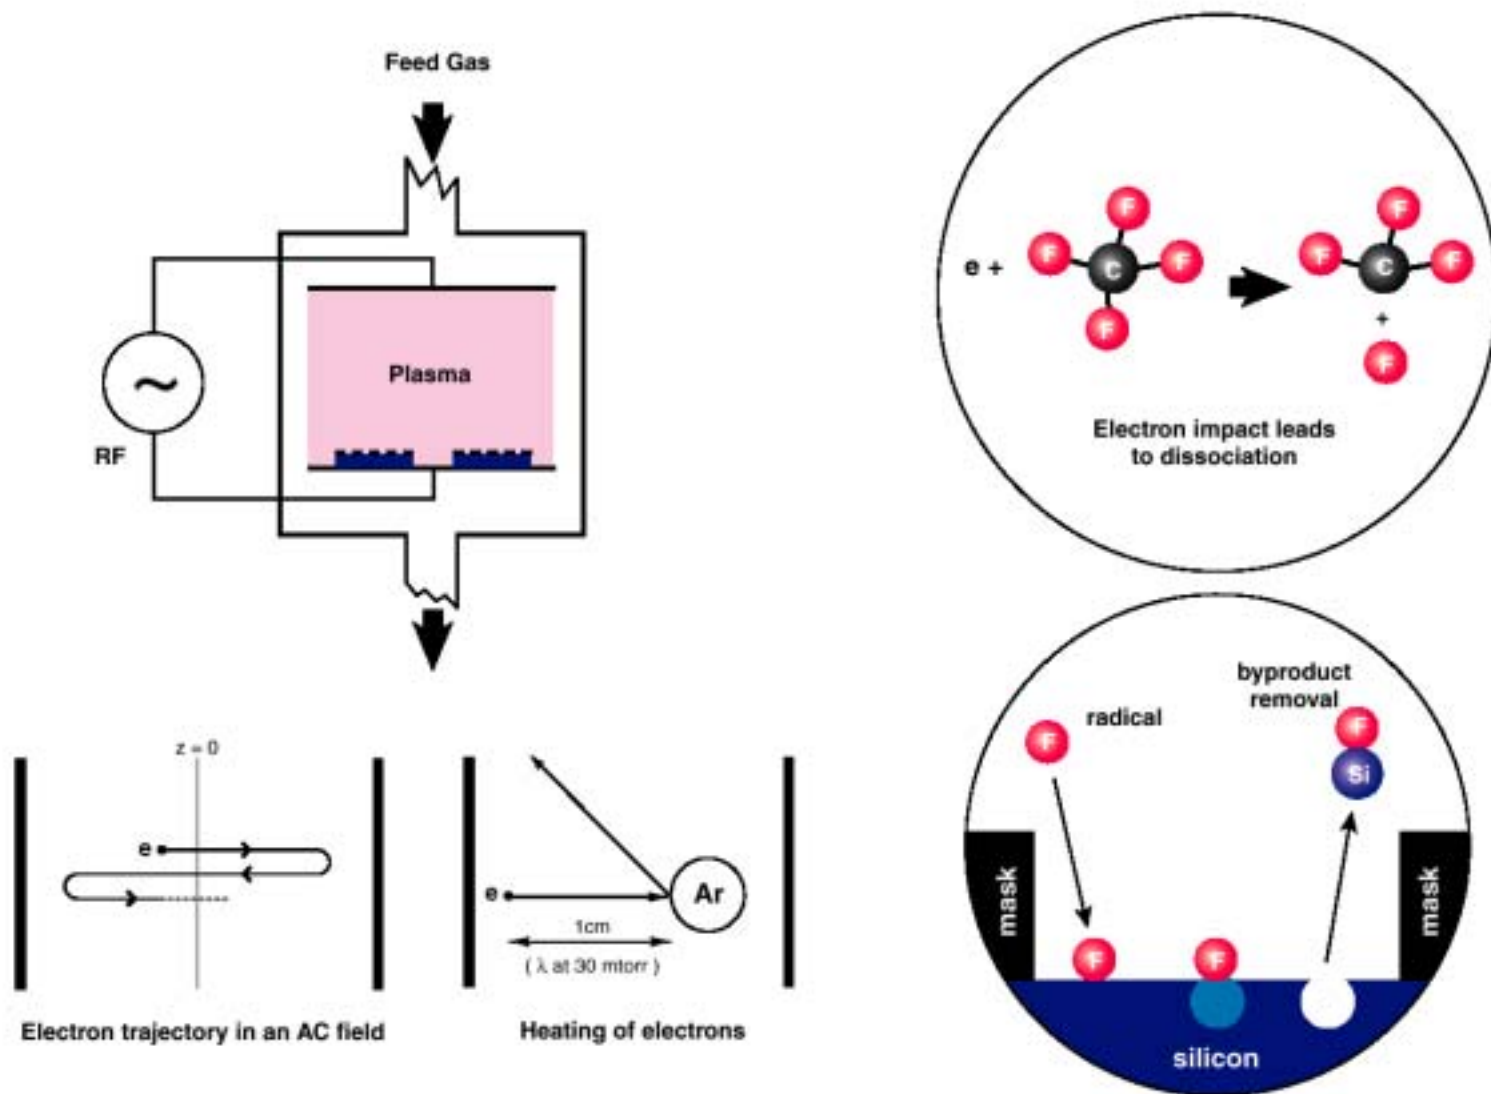 Feed Gas
~
Plasma
RF
z = 0
e
Electron trajectory in an AC field
e
Ar
1cm
( λ at 30 mtorr )
Heating of electrons
F
e +
F
C
F
F
F
F
C
F
+
F
Electron impact leads
to dissociation
byproduct
removal
radical
F
F
Si
mask
mask
F
F
silicon